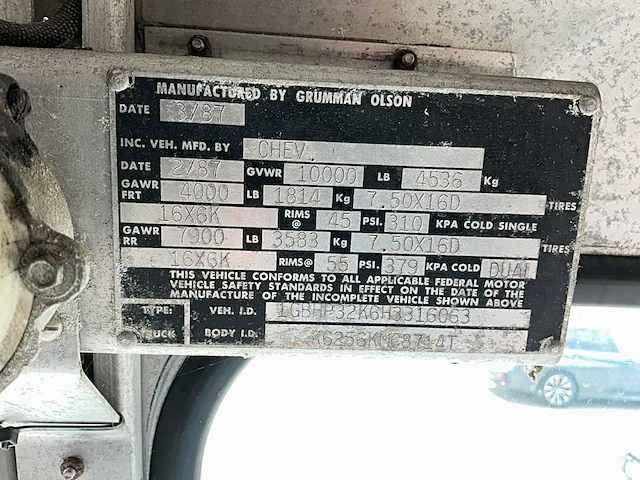 MANUFACTURED BY GRUMMAN OLSON
DATE 3/87
INC. VEH. MFD. BY CHEV.
DATE 2/87 GVWR 10000 LB 4536 Kg
GAWR FRT 4000 LB 1814 Kg 7.50X16D TIRES
16X6K RIMS @ 45 PSI. 310 KPA COLD SINGLE
GAWR RR 7900 LB 3583 Kg 7.50X16D TIRES
16X6K RIMS@ 55 PSI. 379 KPA COLD DUAL
THIS VEHICLE CONFORMS TO ALL APPLICABLE FEDERAL MOTOR
VEHICLE SAFETY STANDARDS IN EFFECT ON THE DATE OF THE
MANUFACTURE OF THE INCOMPLETE VEHICLE SHOWN ABOVE
TYPE: VEH. I.D. 1GBHP32K6H3316063
TRUCK BODY I.D.